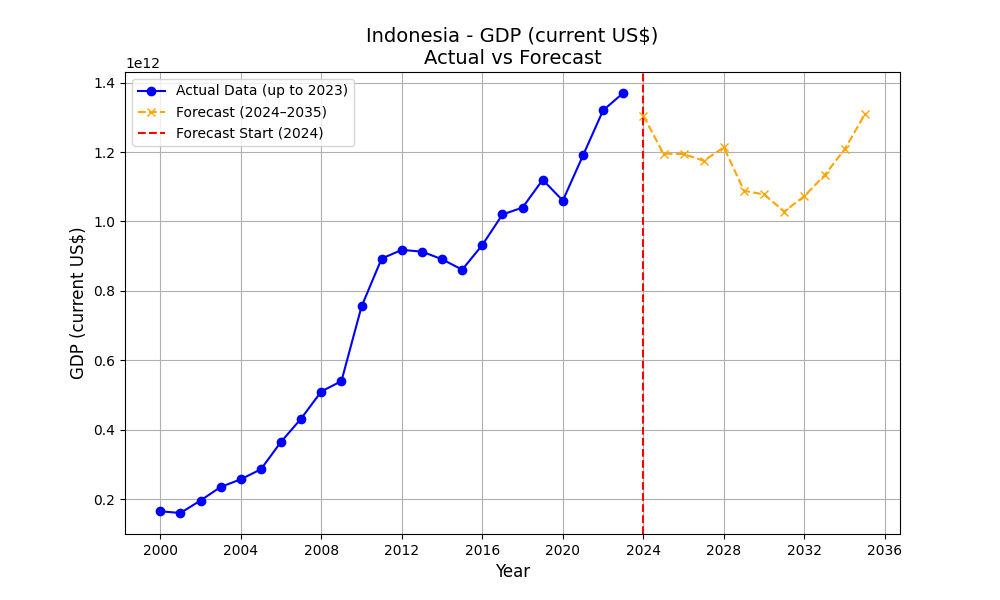 Indonesia - GDP (current US$)
Actual vs Forecast
1e12
Actual Data (up to 2023)
Forecast (2024–2035)
Forecast Start (2024)
1.4
1.2
1.0
0.8
0.6
0.4
0.2
GDP (current US$)
2000 2004 2008 2012 2016 2020 2024 2028 2032 2036
Year